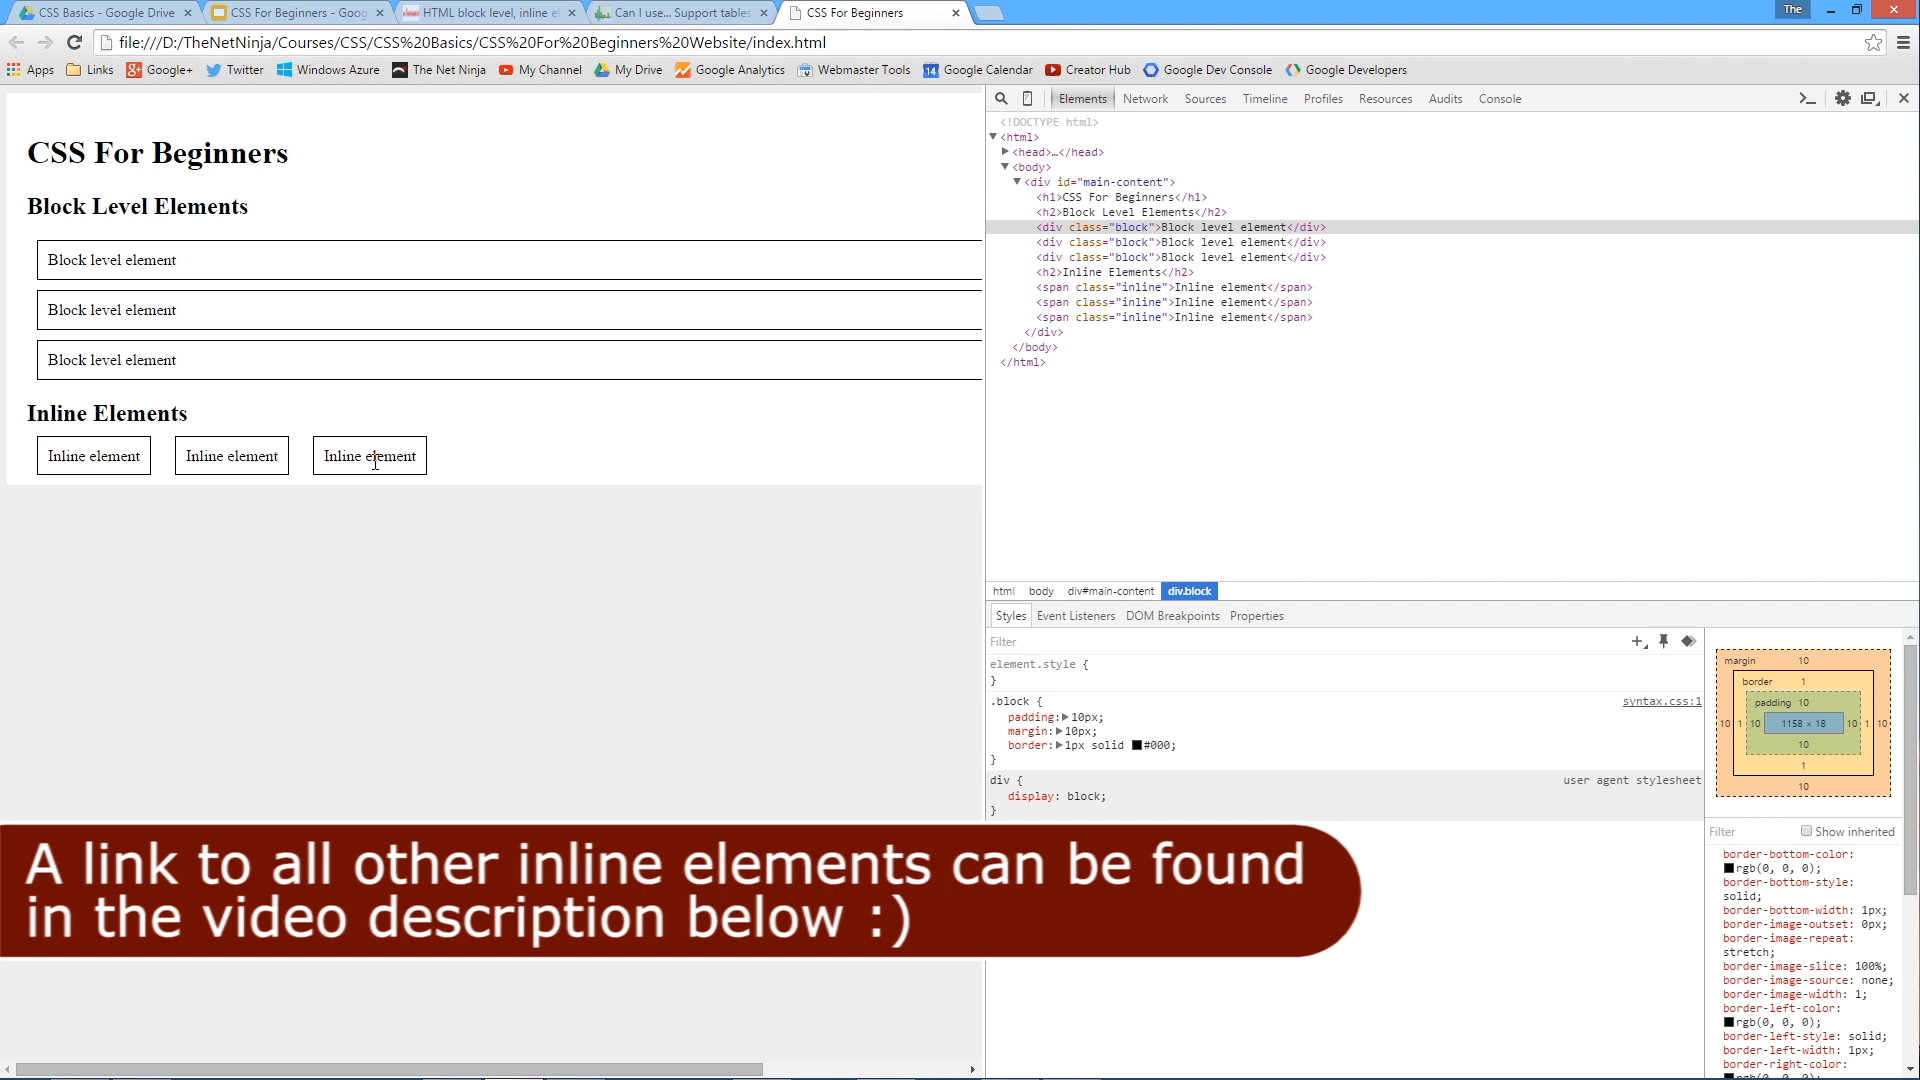 CSS Basics - Google Drive
CSS For Beginners - Goog
HTML block level, inline el
Can I use... Support tables
CSS For Beginners
The
file:///D:/TheNetNinja/Courses/CSS/CSS%20Basics/CSS%20For%20Beginners%20Website/index.html
Apps Links Google+ Twitter Windows Azure The Net Ninja My Channel My Drive Google Analytics Webmaster Tools 14 Google Calendar Creator Hub Google Dev Console Google Developers
CSS For Beginners
Block Level Elements
Block level element
Block level element
Block level element
Inline Elements
Inline element Inline element Inline element
Elements Network Sources Timeline Profiles Resources Audits Console
<!DOCTYPE html>
<html>
<head>…</head>
<body>
<div id="main-content">
<h1>CSS For Beginners</h1>
<h2>Block Level Elements</h2>
<div class="block">Block level element</div>
<div class="block">Block level element</div>
<div class="block">Block level element</div>
<h2>Inline Elements</h2>
<span class="inline">Inline element</span>
<span class="inline">Inline element</span>
<span class="inline">Inline element</span>
</div>
</body>
</html>
html body div#main-content div.block
Styles Event Listeners DOM Breakpoints Properties
Filter
element.style {
}
.block { syntax.css:1
padding: 10px;
margin: 10px;
border: 1px solid #000;
}
div { user agent stylesheet
display: block;
}
margin 10
border 1
padding 10
10 1 10 1158 × 18 10 1 10
10
1
10
Filter Show inherited
border-bottom-color:
rgb(0, 0, 0);
border-bottom-style:
solid;
border-bottom-width: 1px;
border-image-outset: 0px;
border-image-repeat:
stretch;
border-image-slice: 100%;
border-image-source: none;
border-image-width: 1;
border-left-color:
rgb(0, 0, 0);
border-left-style: solid;
border-left-width: 1px;
border-right-color:
A link to all other inline elements can be found
in the video description below :)